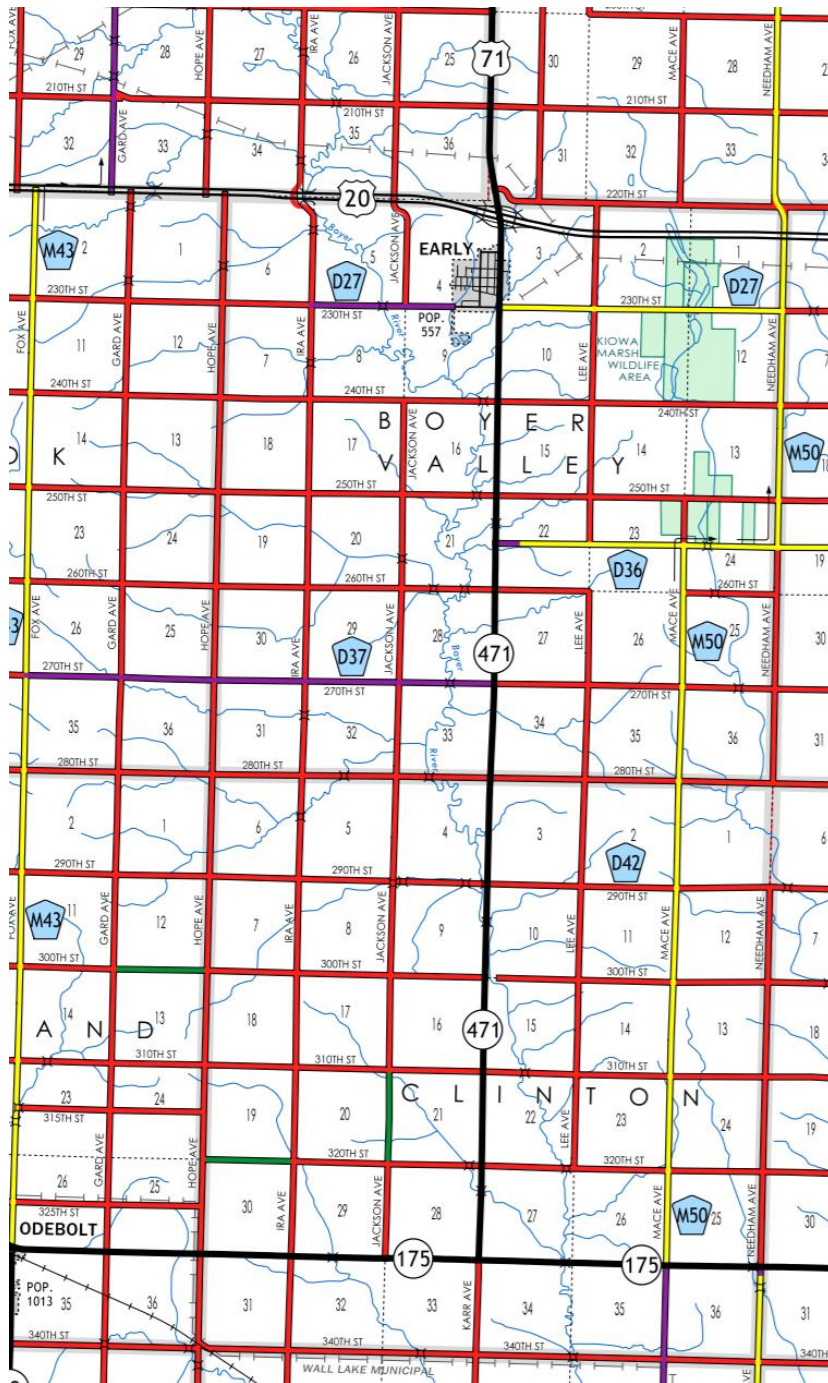 71
20
EARLY
POP.
557
KIOWA
MARSH
WILDLIFE
AREA
B O Y E R
V A L L E Y
O K
A N D
C L I N T O N
ODEBOLT
POP.
1013
WALL LAKE MUNICIPAL
471
471
175
175
M43
D27
D27
M50
D36
D37
M50
D42
M43
M50
Boyer
River
Boyer
River
FOX AVE
GARD AVE
HOPE AVE
IRA AVE
JACKSON AVE
MACE AVE
NEEDHAM AVE
29
28
27
26
25
30
29
28
210TH ST
210TH ST
210TH ST
32
33
34
35
36
31
32
33
220TH ST
2
1
6
5
4
3
2
1
230TH ST
230TH ST
230TH ST
FOX AVE
GARD AVE
HOPE AVE
IRA AVE
JACKSON AVE
LEE AVE
NEEDHAM AVE
11
12
7
8
9
10
12
7
240TH ST
240TH ST
240TH ST
14
13
18
17
16
15
14
13
18
JACKSON AVE
250TH ST
250TH ST
250TH ST
23
24
19
20
21
22
23
24
19
260TH ST
260TH ST
260TH ST
FOX AVE
GARD AVE
HOPE AVE
IRA AVE
JACKSON AVE
LEE AVE
MACE AVE
NEEDHAM AVE
26
25
30
29
28
27
26
25
30
270TH ST
270TH ST
270TH ST
35
36
31
32
33
34
35
36
31
280TH ST
280TH ST
280TH ST
2
1
6
5
4
3
2
1
6
290TH ST
290TH ST
290TH ST
GARD AVE
HOPE AVE
IRA AVE
JACKSON AVE
LEE AVE
MACE AVE
NEEDHAM AVE
11
12
7
8
9
10
11
12
7
300TH ST
300TH ST
300TH ST
14
13
18
17
16
15
14
13
18
310TH ST
310TH ST
310TH ST
23
24
19
20
21
22
23
24
19
315TH ST
320TH ST
320TH ST
GARD AVE
HOPE AVE
IRA AVE
JACKSON AVE
LEE AVE
MACE AVE
NEEDHAM AVE
26
25
30
29
28
27
26
25
30
325TH ST
KARR AVE
35
36
31
32
33
34
35
36
31
340TH ST
340TH ST
340TH ST
340TH